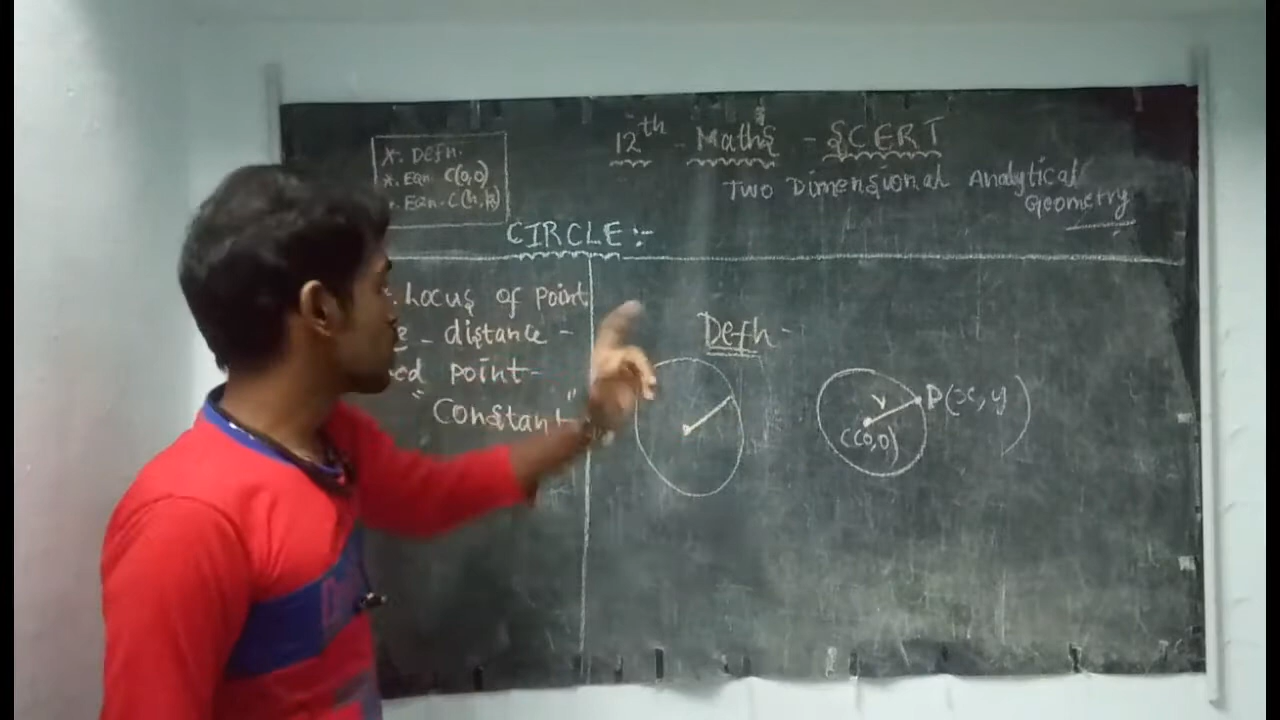 12th - Maths - SCERT
Two Dimensional Analytical
Geometry
*. Defn.
*. Eqn. C(0,0)
*. Eqn. C(h,k)
CIRCLE :-
Locus of point
distance -
point -
"Constant"
Defn -
r
C(0,0)
P(x,y)